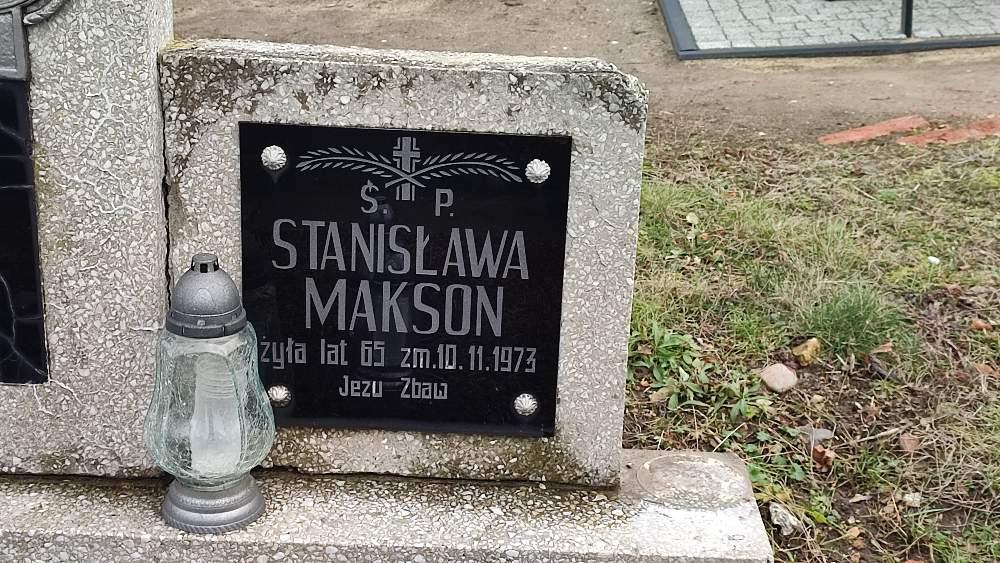 Ś. P.
STANISŁAWA
MAKSON
żyła lat 65 zm.10.11.1973
Jezu Zbaw